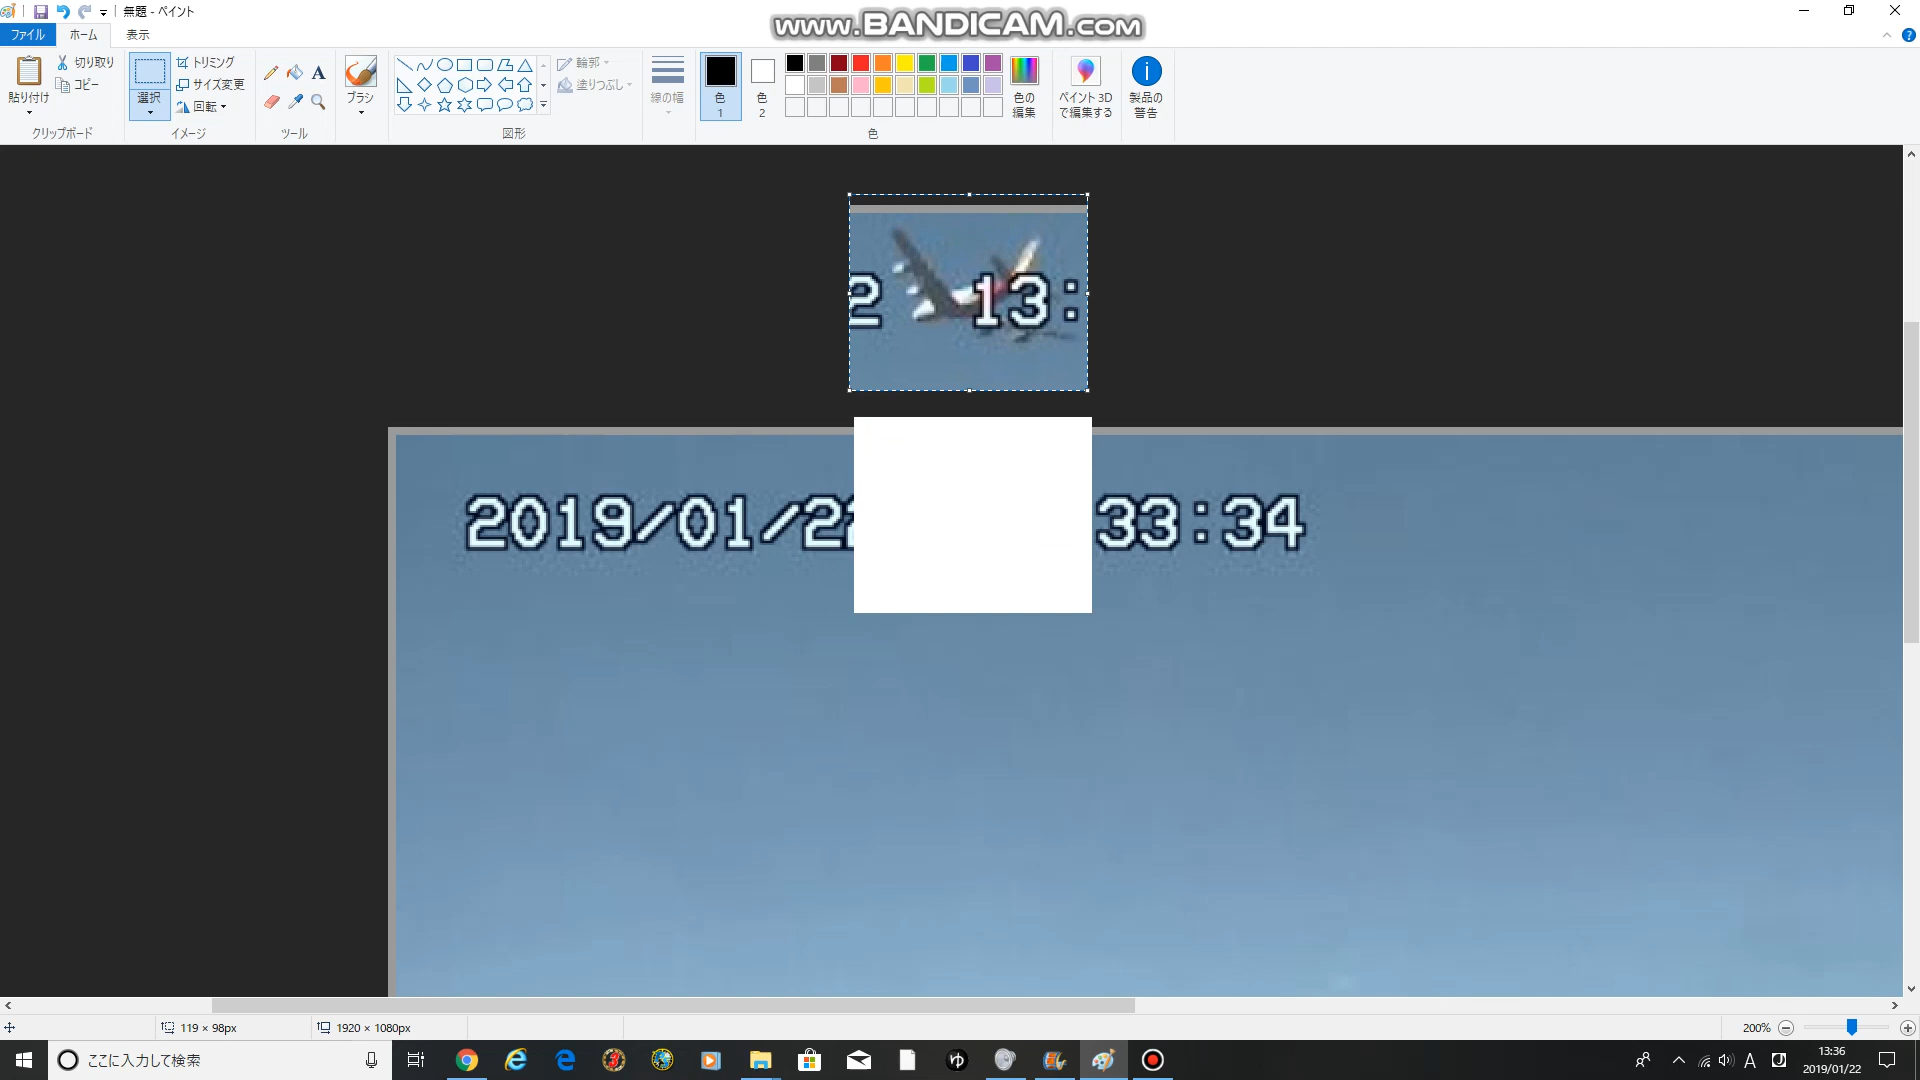 無題 - ペイント
www.BANDICAM.com
ファイル ホーム 表示
貼り付け
切り取り
コピー
クリップボード
選択
トリミング
サイズ変更
回転
イメージ
A
ツール
ブラシ
輪郭
塗りつぶし
図形
線の幅
色
1
色
2
色の
編集
色
ペイント 3D
で編集する
製品の
警告
2 13:
2019/01/22
33:34
119 × 98px
1920 × 1080px
200%
ここに入力して検索
A
13:36
2019/01/22